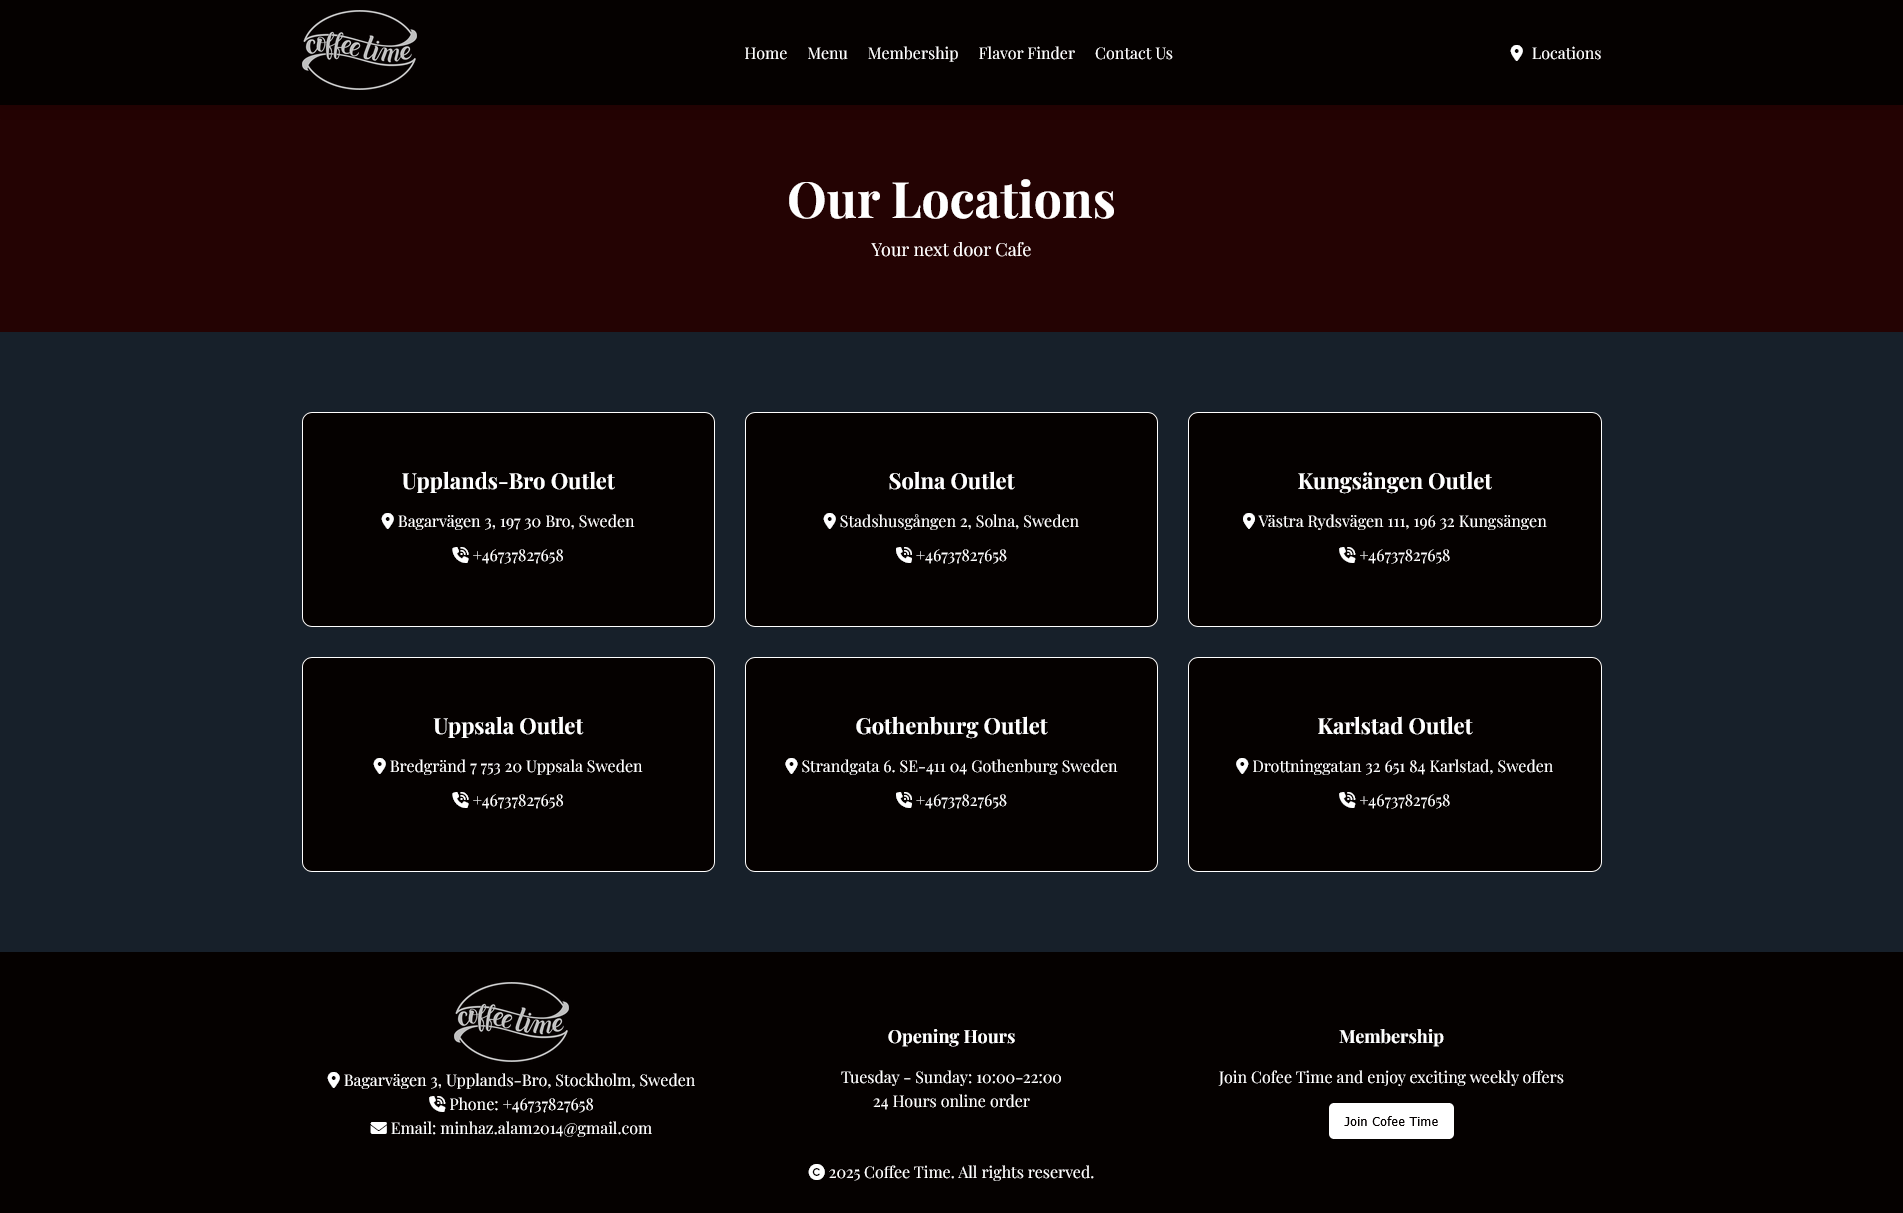 coffee time
Home Menu Membership Flavor Finder Contact Us
Locations
Our Locations
Your next door Cafe
Upplands-Bro Outlet
Bagarvägen 3, 197 30 Bro, Sweden
+46737827658
Solna Outlet
Stadshusgången 2, Solna, Sweden
+46737827658
Kungsängen Outlet
Västra Rydsvägen 111, 196 32 Kungsängen
+46737827658
Uppsala Outlet
Bredgränd 7 753 20 Uppsala Sweden
+46737827658
Gothenburg Outlet
Strandgata 6. SE-411 04 Gothenburg Sweden
+46737827658
Karlstad Outlet
Drottninggatan 32 651 84 Karlstad, Sweden
+46737827658
coffee time
Bagarvägen 3, Upplands-Bro, Stockholm, Sweden
Phone: +46737827658
Email: minhaz.alam2014@gmail.com
Opening Hours
Tuesday - Sunday: 10:00-22:00
24 Hours online order
Membership
Join Cofee Time and enjoy exciting weekly offers
Join Cofee Time
© 2025 Coffee Time. All rights reserved.